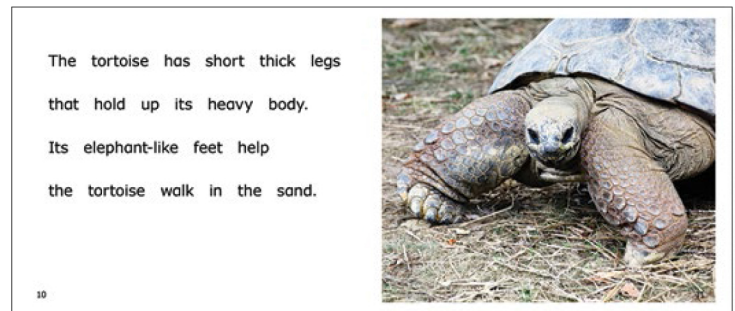 The tortoise has short thick legs
that hold up its heavy body.
Its elephant-like feet help
the tortoise walk in the sand.
10